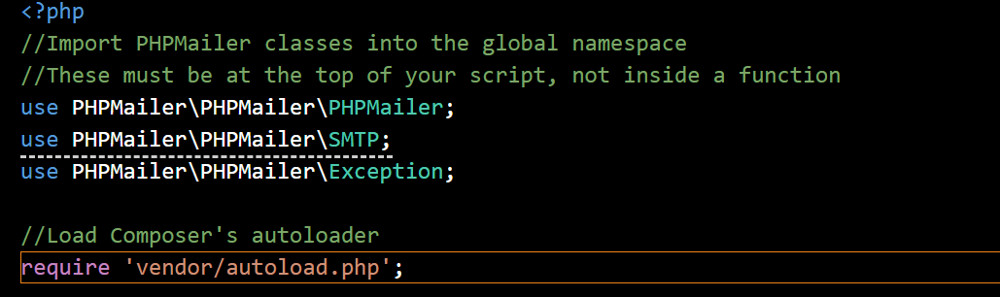 <?php
//Import PHPMailer classes into the global namespace
//These must be at the top of your script, not inside a function
use PHPMailer\PHPMailer\PHPMailer;
use PHPMailer\PHPMailer\SMTP;
use PHPMailer\PHPMailer\Exception;
//Load Composer's autoloader
require 'vendor/autoload.php';